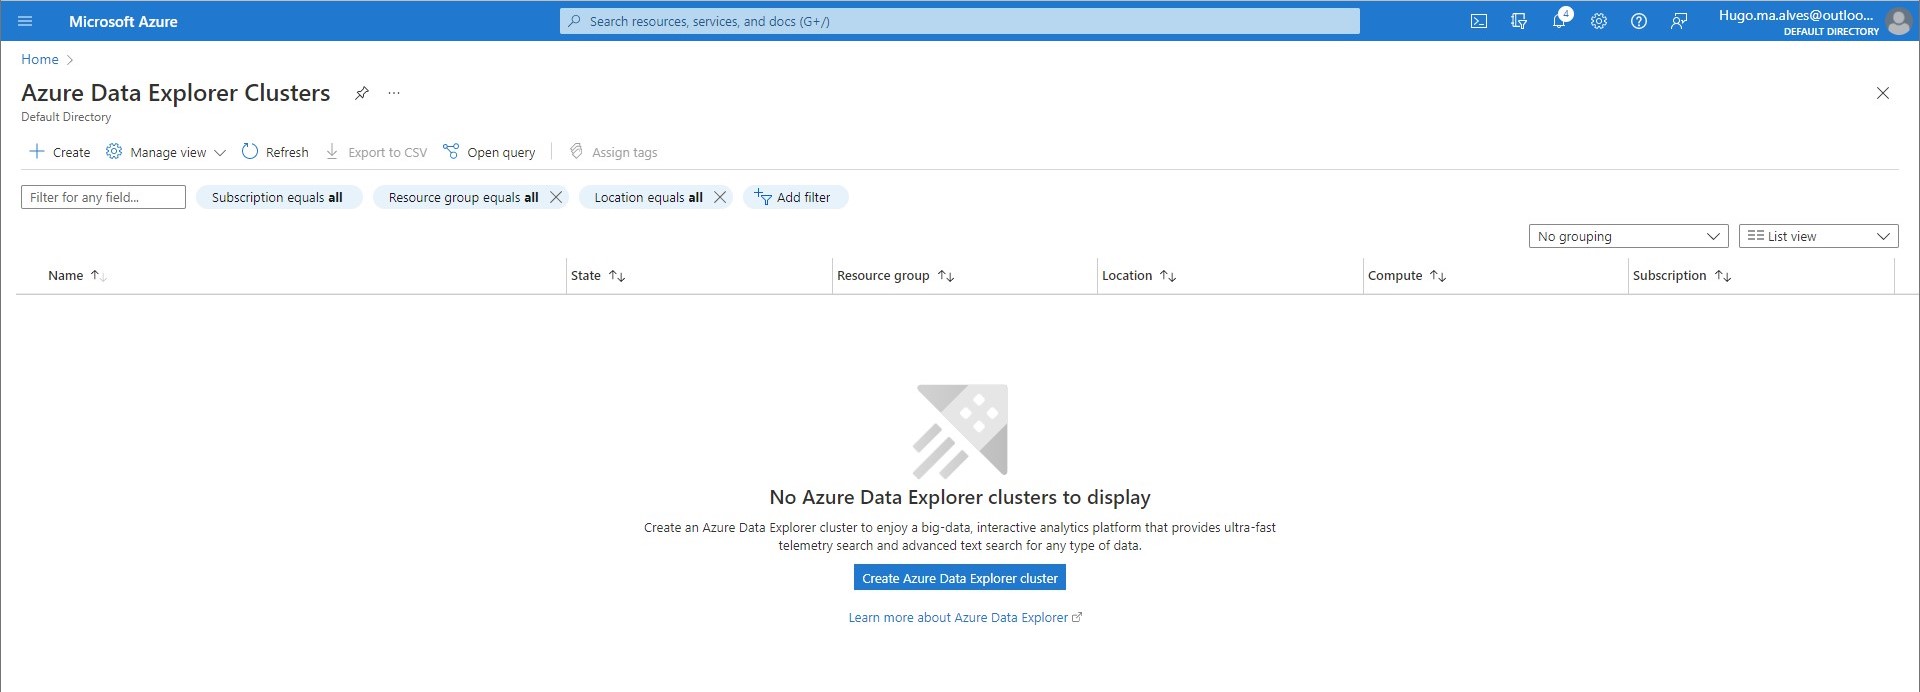 Microsoft Azure
Search resources, services, and docs (G+/)
4
Hugo.ma.alves@outloo...
DEFAULT DIRECTORY
Home
Azure Data Explorer Clusters
...
Default Directory
Create
Manage view
Refresh
Export to CSV
Open query
Assign tags
Filter for any field...
Subscription equals all
Resource group equals all
Location equals all
Add filter
No grouping
List view
Name
State
Resource group
Location
Compute
Subscription
No Azure Data Explorer clusters to display
Create an Azure Data Explorer cluster to enjoy a big-data, interactive analytics platform that provides ultra-fast
telemetry search and advanced text search for any type of data.
Create Azure Data Explorer cluster
Learn more about Azure Data Explorer